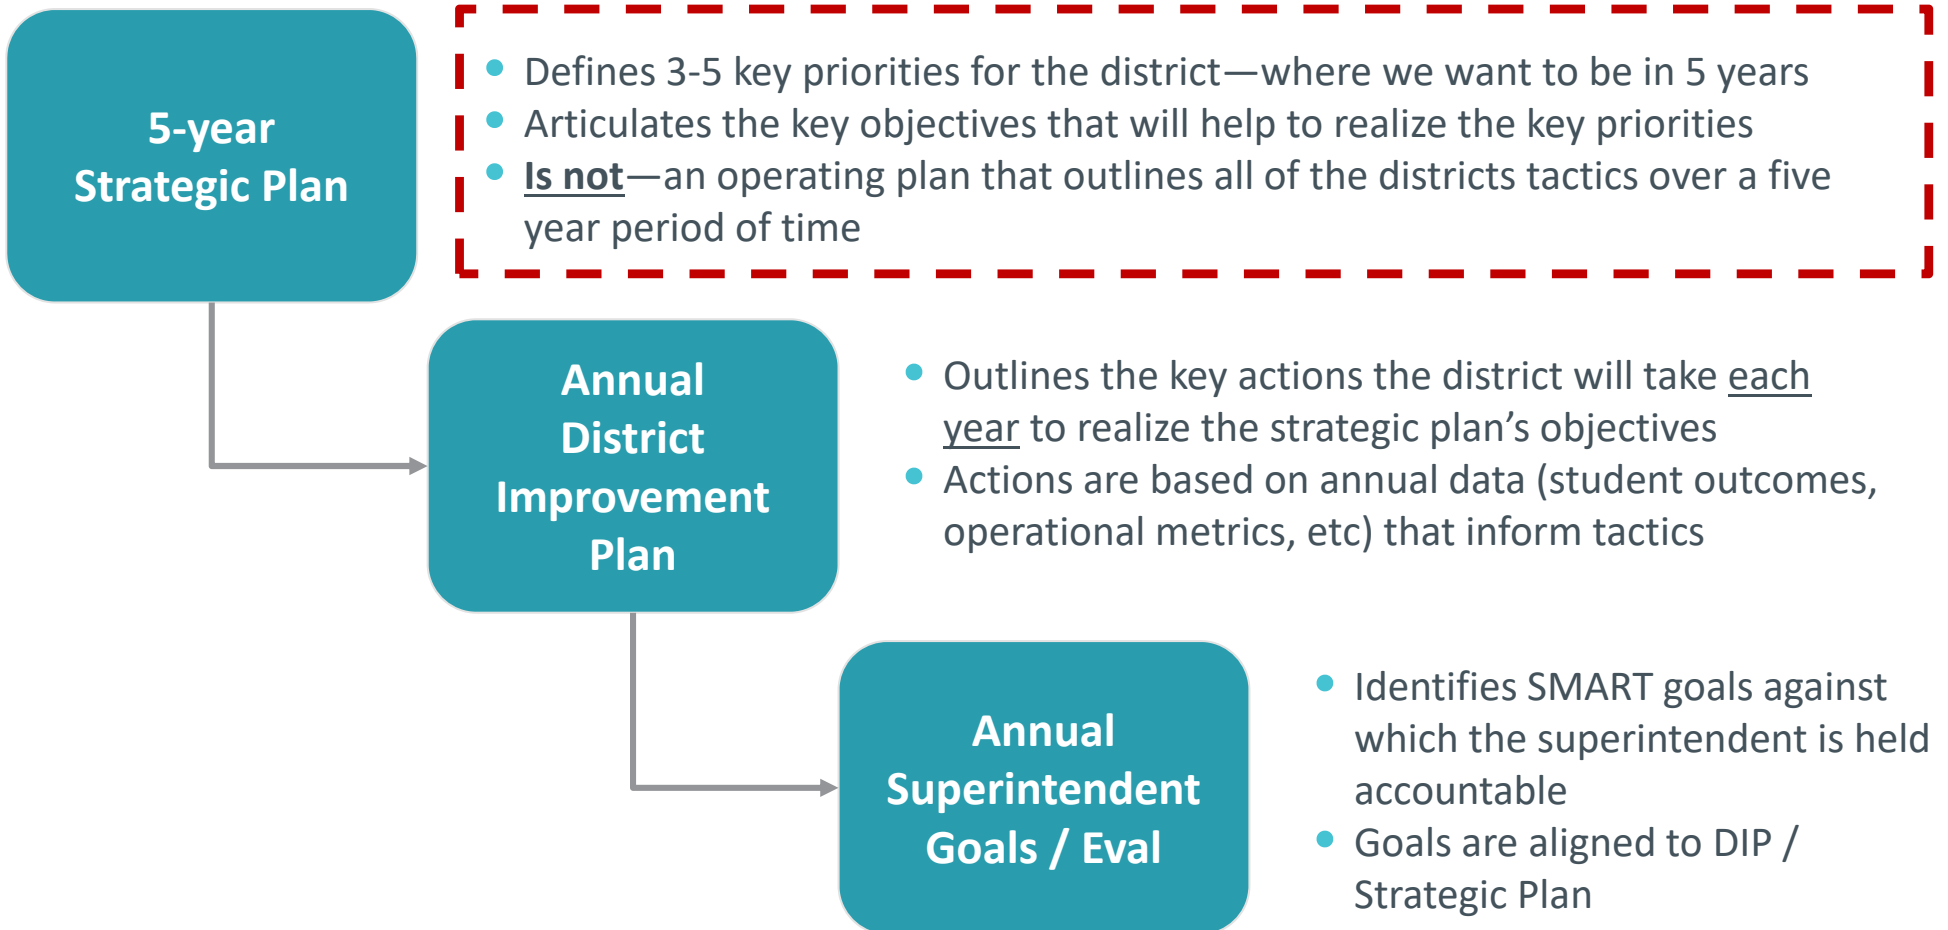 5-year
Strategic Plan
• Defines 3-5 key priorities for the district—where we want to be in 5 years
• Articulates the key objectives that will help to realize the key priorities
• Is not—an operating plan that outlines all of the districts tactics over a five
year period of time
Annual
District
Improvement
Plan
• Outlines the key actions the district will take each
year to realize the strategic plan’s objectives
• Actions are based on annual data (student outcomes,
operational metrics, etc) that inform tactics
Annual
Superintendent
Goals / Eval
• Identifies SMART goals against
which the superintendent is held
accountable
• Goals are aligned to DIP /
Strategic Plan